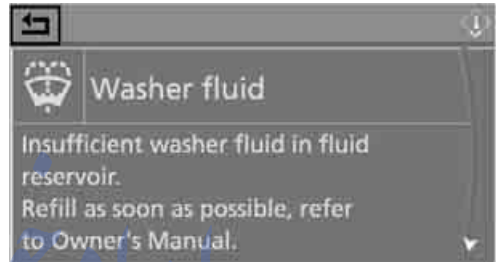 Washer fluid
Insufficient washer fluid in fluid
reservoir.
Refill as soon as possible, refer
to Owner's Manual.